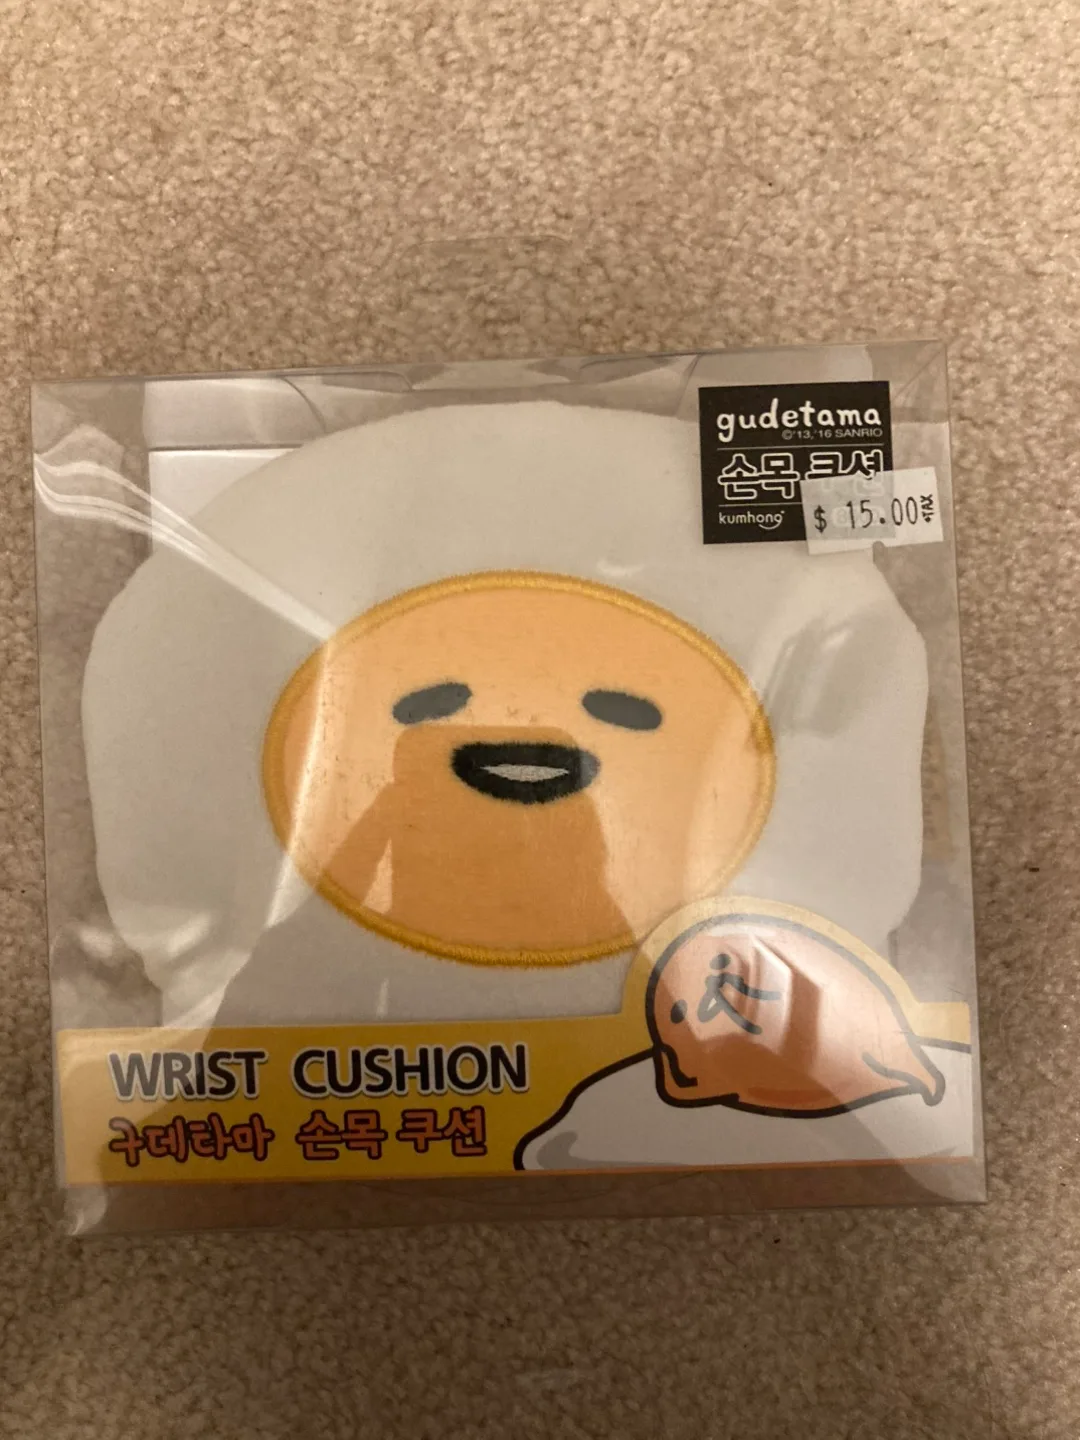 gudetama
©'13,'16 SANRIO
손목 쿠션
kumhong
$ 15.00+TAX
WRIST CUSHION
구데타마 손목 쿠션